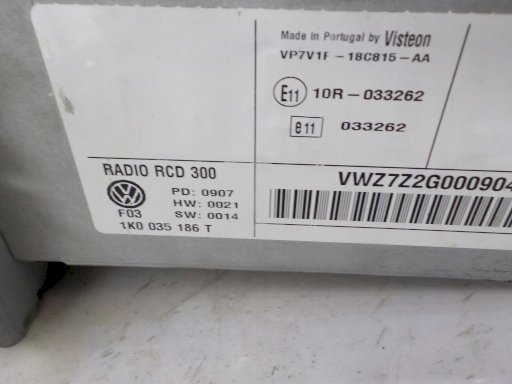 Made in Portugal by Visteon
VP7V1F-18C815-AA
E11 10R-033262
e11 033262
RADIO RCD 300
PD: 0907
HW: 0021
F03 SW: 0014
1K0 035 186 T
VWZ7Z2G000904